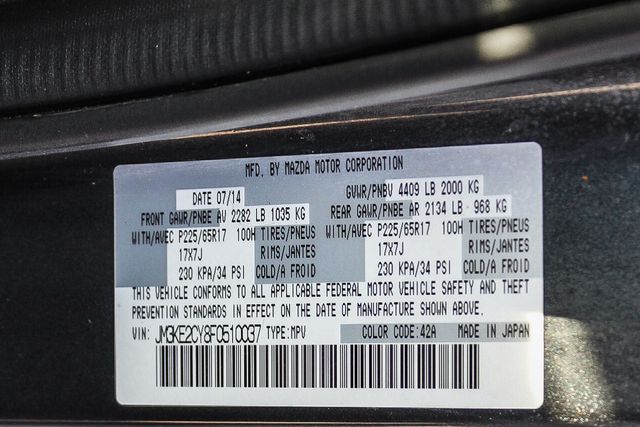 MFD. BY MAZDA MOTOR CORPORATION
DATE 07/14 GVWR/PNBV 4409 LB 2000 KG
FRONT GAWR/PNBE AV 2282 LB 1035 KG REAR GAWR/PNBE AR 2134 LB 968 KG
WITH/AVEC P225/65R17 100H TIRES/PNEUS WITH/AVEC P225/65R17 100H TIRES/PNEUS
17X7J RIMS/JANTES 17X7J RIMS/JANTES
230 KPA/34 PSI COLD/A FROID 230 KPA/34 PSI COLD/A FROID
THIS VEHICLE CONFORMS TO ALL APPLICABLE FEDERAL MOTOR VEHICLE SAFETY AND THEFT
PREVENTION STANDARDS IN EFFECT ON THE DATE OF MANUFACTURE SHOWN ABOVE.
VIN: JM3KE2CY8F0510037 TYPE:MPV COLOR CODE:42A MADE IN JAPAN